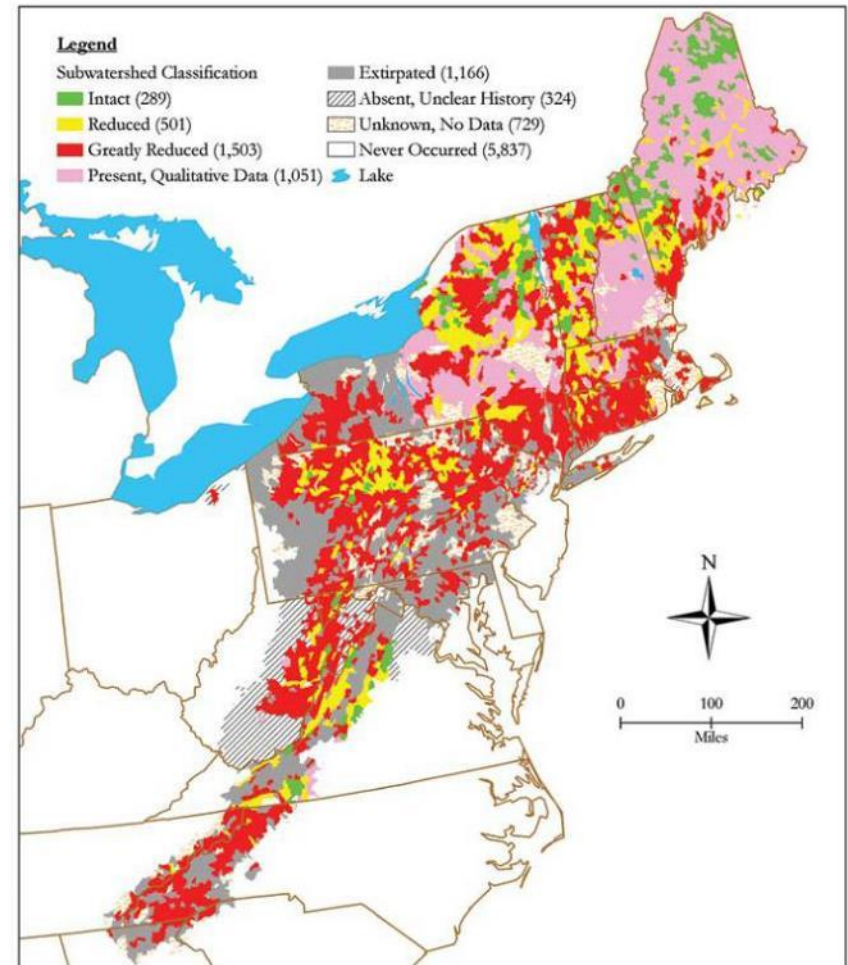 Legend
Subwatershed Classification
Intact (289)
Reduced (501)
Greatly Reduced (1,503)
Present, Qualitative Data (1,051)
Extirpated (1,166)
Absent, Unclear History (324)
Unknown, No Data (729)
Never Occurred (5,837)
Lake
N
0 100 200
Miles